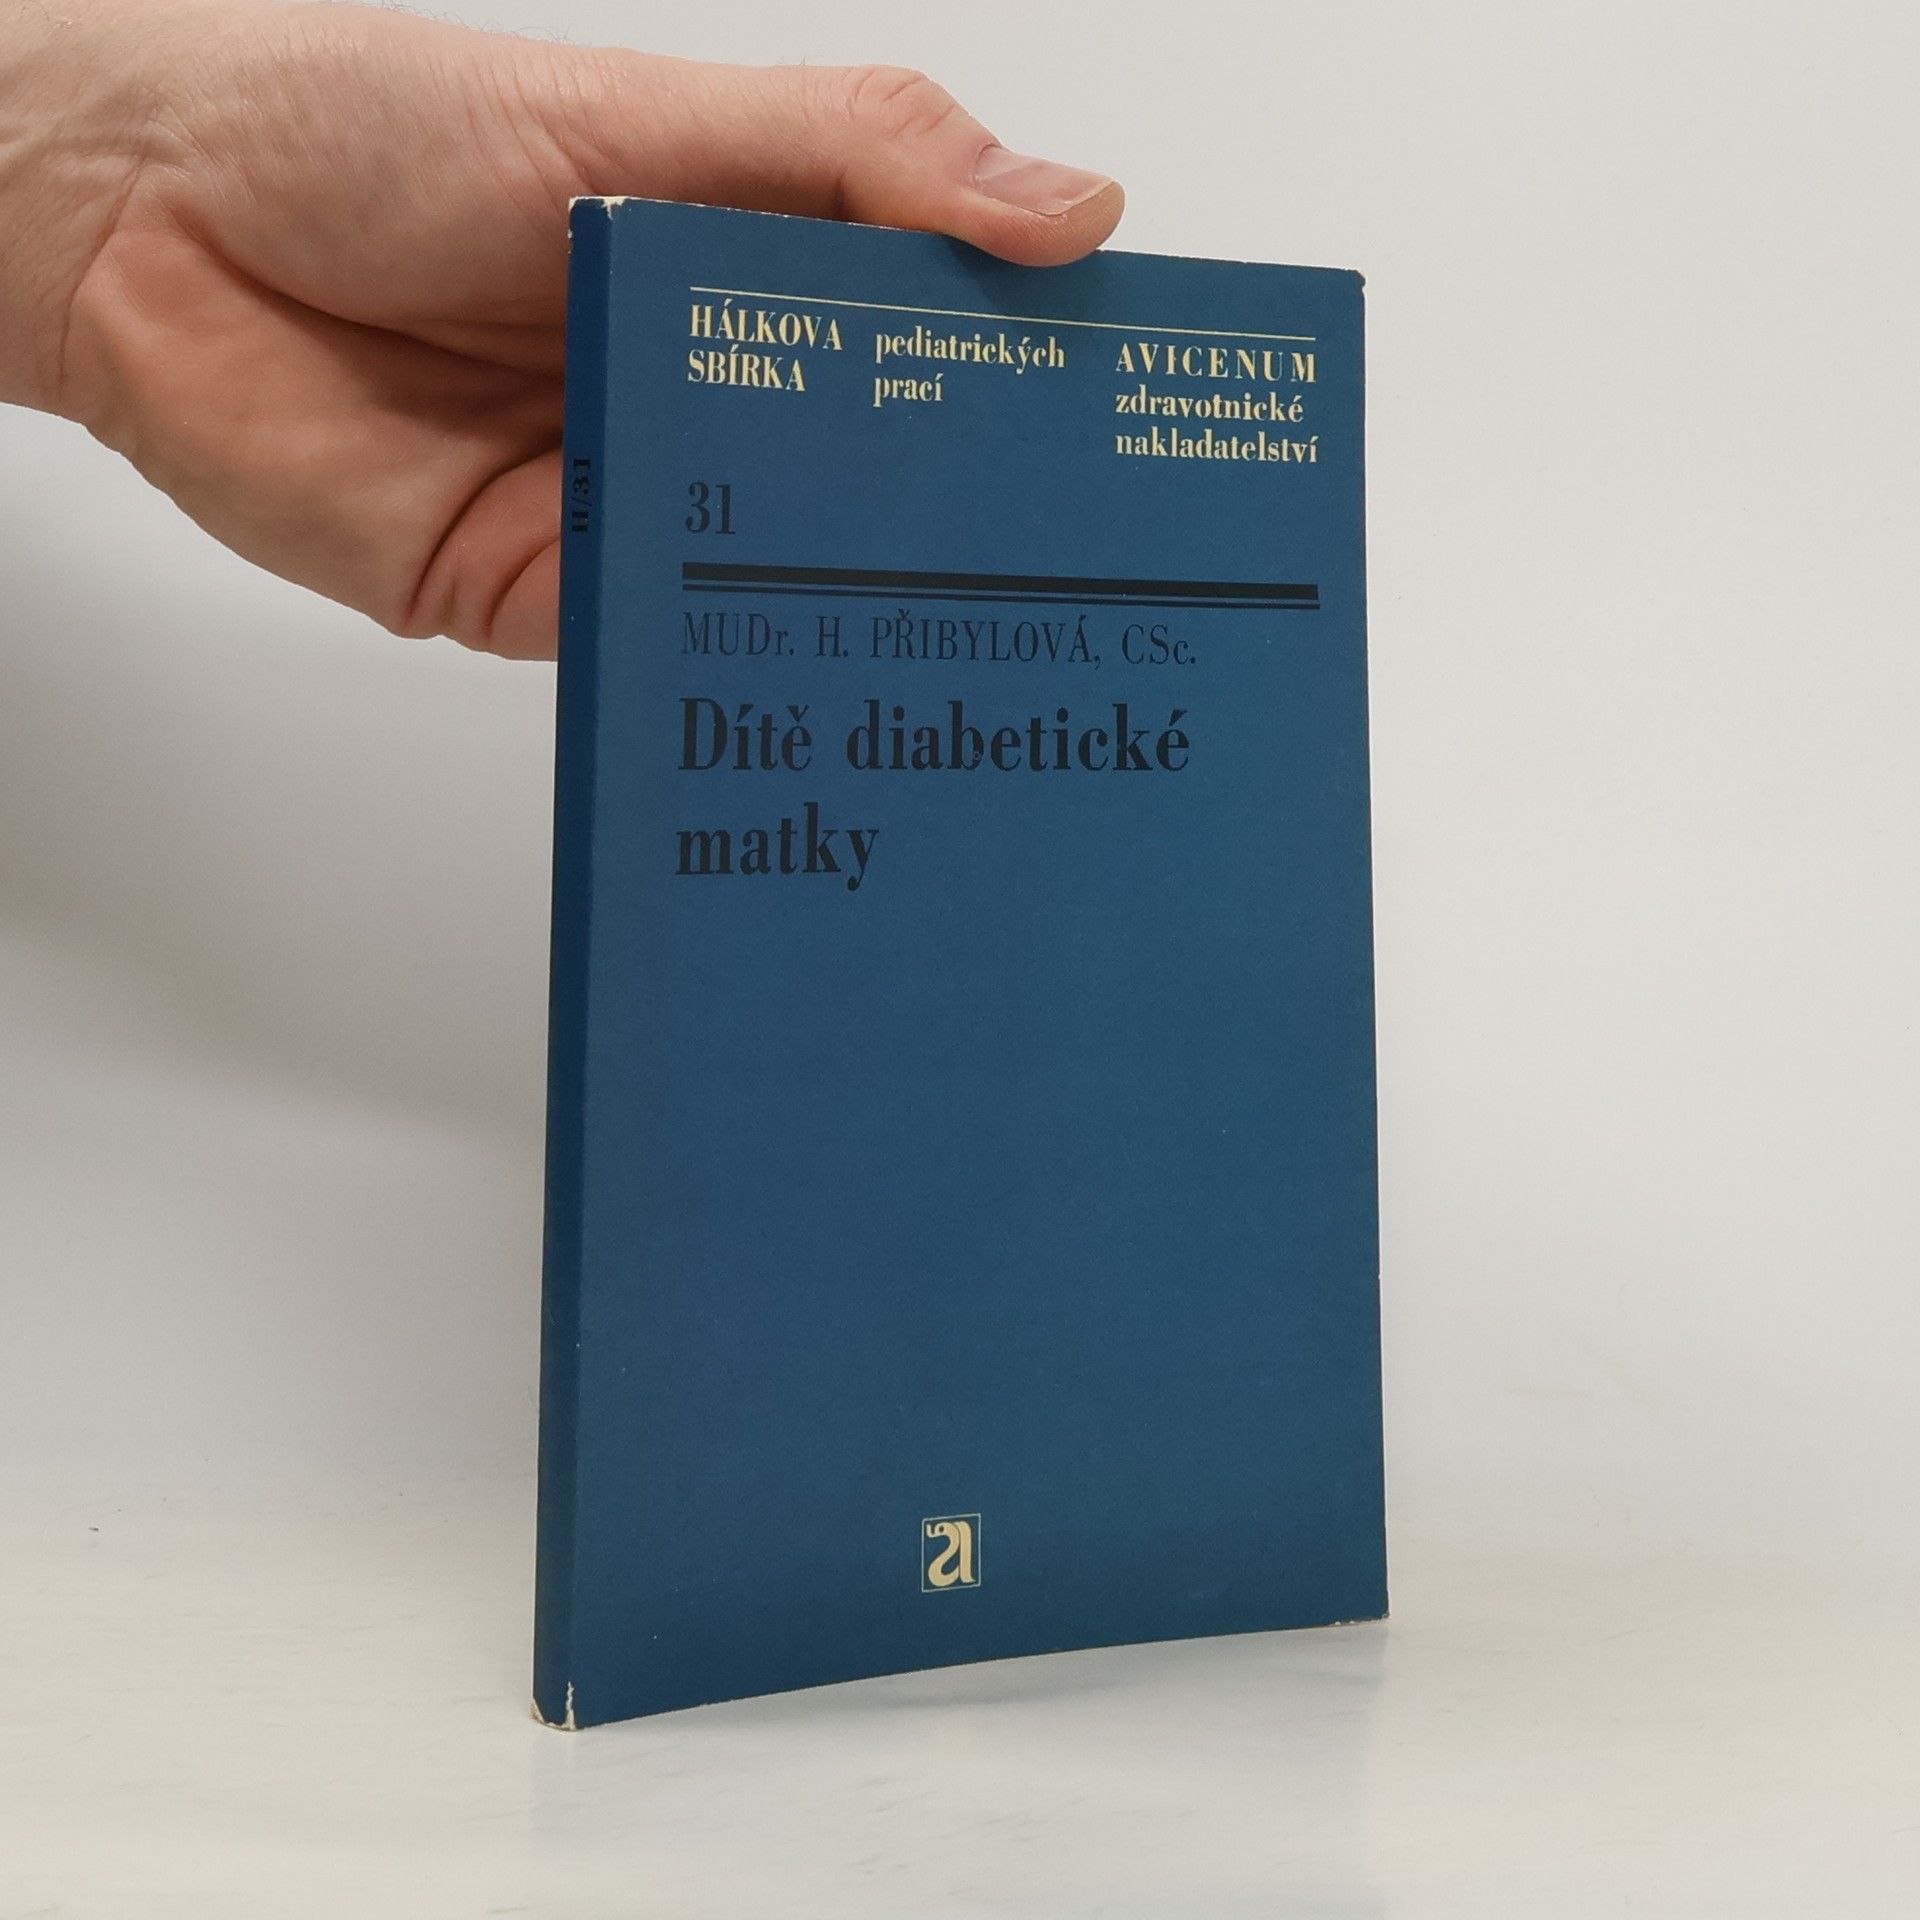 HÁLKOVA
SBÍRKA
pediatrických
prací
AVICENUM
zdravotnické
nakladatelství
31
MUDr. H. PŘIBYLOVÁ, CSc.
Dítě diabetické
matky
H/31
a